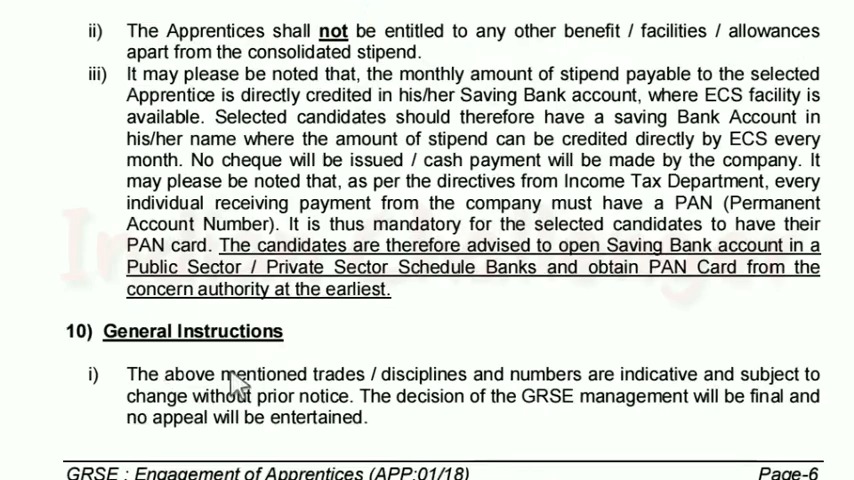 ii) The Apprentices shall not be entitled to any other benefit / facilities / allowances
apart from the consolidated stipend.
iii) It may please be noted that, the monthly amount of stipend payable to the selected
Apprentice is directly credited in his/her Saving Bank account, where ECS facility is
available. Selected candidates should therefore have a saving Bank Account in
his/her name where the amount of stipend can be credited directly by ECS every
month. No cheque will be issued / cash payment will be made by the company. It
may please be noted that, as per the directives from Income Tax Department, every
individual receiving payment from the company must have a PAN (Permanent
Account Number). It is thus mandatory for the selected candidates to have their
PAN card. The candidates are therefore advised to open Saving Bank account in a
Public Sector / Private Sector Schedule Banks and obtain PAN Card from the
concern authority at the earliest.
10) General Instructions
i) The above mentioned trades / disciplines and numbers are indicative and subject to
change without prior notice. The decision of the GRSE management will be final and
no appeal will be entertained.
GRSE : Engagement of Apprentices (APP:01/18) Page-6